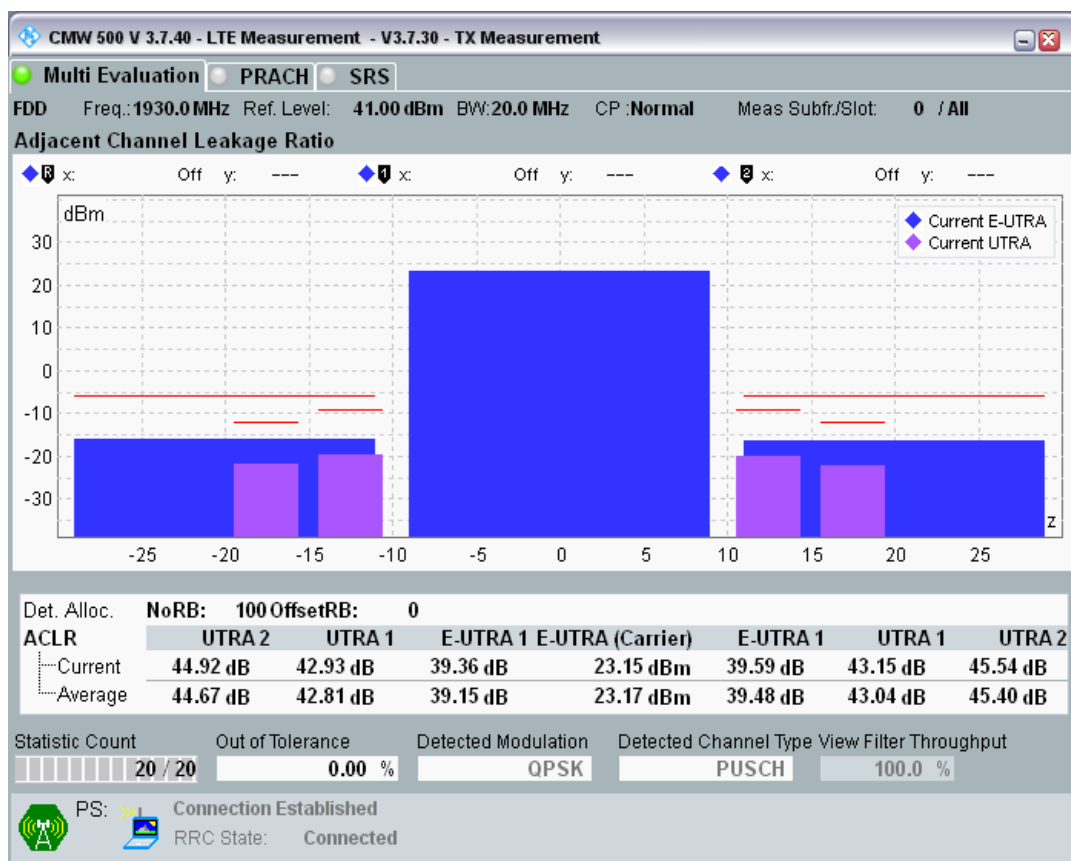 CMW 500 V 3.7.40 - LTE Measurement - V3.7.30 - TX Measurement
Multi Evaluation PRACH SRS
FDD Freq.: 1930.0 MHz Ref. Level: 41.00 dBm BW: 20.0 MHz CP : Normal Meas Subfr./Slot: 0 / All
Adjacent Channel Leakage Ratio
R x: Off y: --- 1 x: Off y: --- 2 x: Off y: ---
dBm
Current E-UTRA
Current UTRA
30
20
10
0
-10
-20
-30
z
-25 -20 -15 -10 -5 0 5 10 15 20 25
Det. Alloc. NoRB: 100 OffsetRB: 0
ACLR UTRA 2 UTRA 1 E-UTRA 1 E-UTRA (Carrier) E-UTRA 1 UTRA 1 UTRA 2
Current 44.92 dB 42.93 dB 39.36 dB 23.15 dBm 39.59 dB 43.15 dB 45.54 dB
Average 44.67 dB 42.81 dB 39.15 dB 23.17 dBm 39.48 dB 43.04 dB 45.40 dB
Statistic Count Out of Tolerance Detected Modulation Detected Channel Type View Filter Throughput
20 / 20 0.00 % QPSK PUSCH 100.0 %
PS: Connection Established
RRC State: Connected